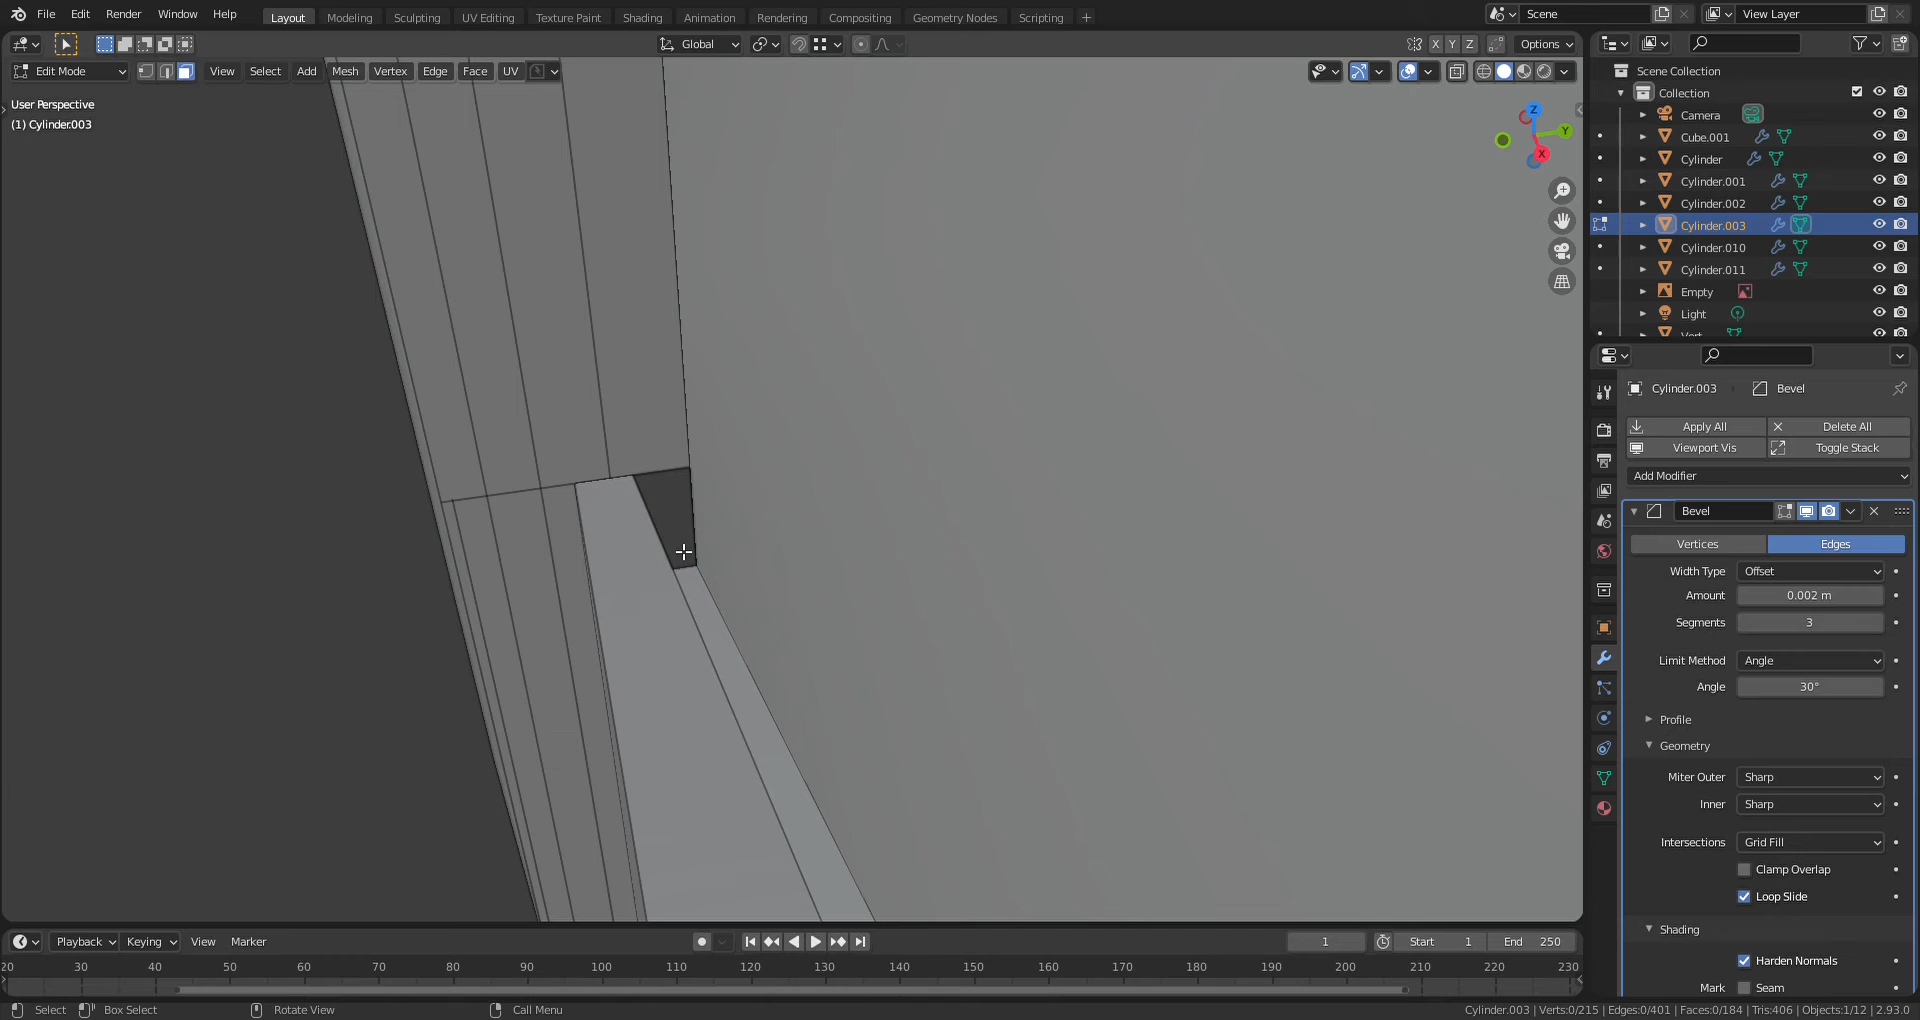 File Edit Render Window Help Layout Modeling Sculpting UV Editing Texture Paint Shading Animation Rendering Compositing Geometry Nodes Scripting + Scene View Layer
Global X Y Z Options
Edit Mode View Select Add Mesh Vertex Edge Face UV
User Perspective
(1) Cylinder.003
Z
Y
X
Scene Collection
Collection
Camera
Cube.001
Cylinder
Cylinder.001
Cylinder.002
Cylinder.003
Cylinder.010
Cylinder.011
Empty
Light
Vert
Cylinder.003 Bevel
Apply All Delete All
Viewport Vis Toggle Stack
Add Modifier
Bevel
Vertices Edges
Width Type Offset
Amount 0.002 m
Segments 3
Limit Method Angle
Angle 30°
Profile
Geometry
Miter Outer Sharp
Inner Sharp
Intersections Grid Fill
Clamp Overlap
Loop Slide
Shading
Harden Normals
Mark Seam
Playback Keying View Marker 1 Start 1 End 250
20 30 40 50 60 70 80 90 100 110 120 130 140 150 160 170 180 190 200 210 220 230
Select Box Select Rotate View Call Menu Cylinder.003 | Verts:0/215 | Edges:0/401 | Faces:0/184 | Tris:406 | Objects:1/12 | 2.93.0